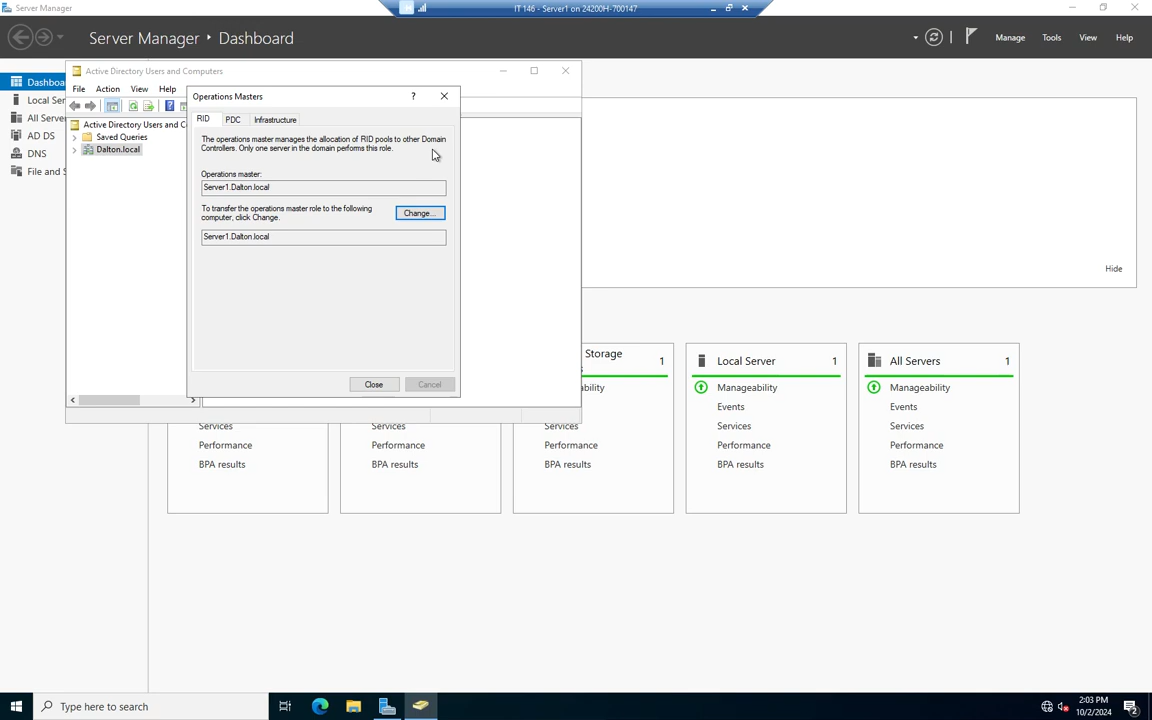 Server Manager
IT 146 - Server1 on 24200H-700147
Server Manager ‣ Dashboard
Manage
Tools
View
Help
Dashboa
Local Ser
All Serve
AD DS
DNS
File and S
Active Directory Users and Computers
File
Action
View
Help
Active Directory Users and C
Saved Queries
Dalton.local
Operations Masters
?
RID
PDC
Infrastructure
The operations master manages the allocation of RID pools to other Domain
Controllers. Only one server in the domain performs this role.
Operations master:
Server1.Dalton.local
To transfer the operations master role to the following
computer, click Change.
Change...
Server1.Dalton.local
Close
Cancel
Hide
Services
Performance
BPA results
Services
Performance
BPA results
Storage
1
Services
Performance
BPA results
Local Server
1
Manageability
Events
Services
Performance
BPA results
All Servers
1
Manageability
Events
Services
Performance
BPA results
Type here to search
2:03 PM
10/2/2024
2